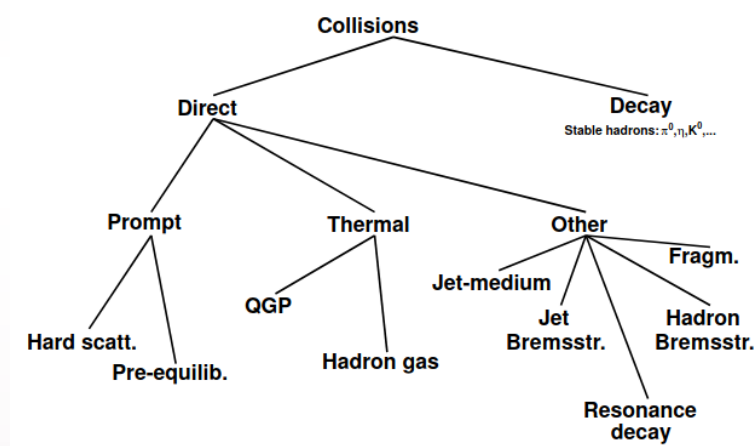 Collisions
Direct
Decay
Stable hadrons: π⁰,η,K⁰,...
Prompt
Thermal
Other
Fragm.
Jet-medium
QGP
Jet
Bremsstr.
Hadron
Bremsstr.
Hard scatt.
Pre-equilib.
Hadron gas
Resonance
decay